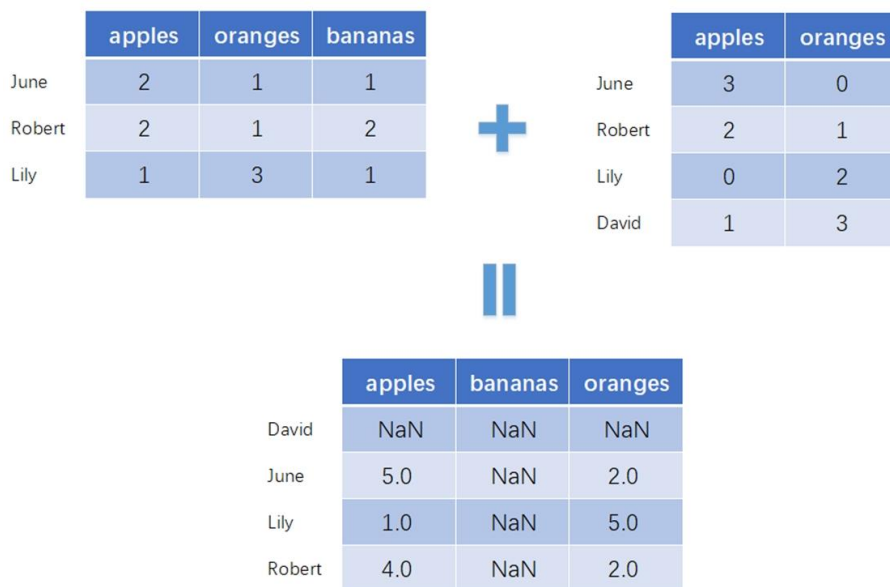 apples oranges bananas
June 2 1 1
Robert 2 1 2
Lily 1 3 1
+
apples oranges
June 3 0
Robert 2 1
Lily 0 2
David 1 3
=
apples bananas oranges
David NaN NaN NaN
June 5.0 NaN 2.0
Lily 1.0 NaN 5.0
Robert 4.0 NaN 2.0